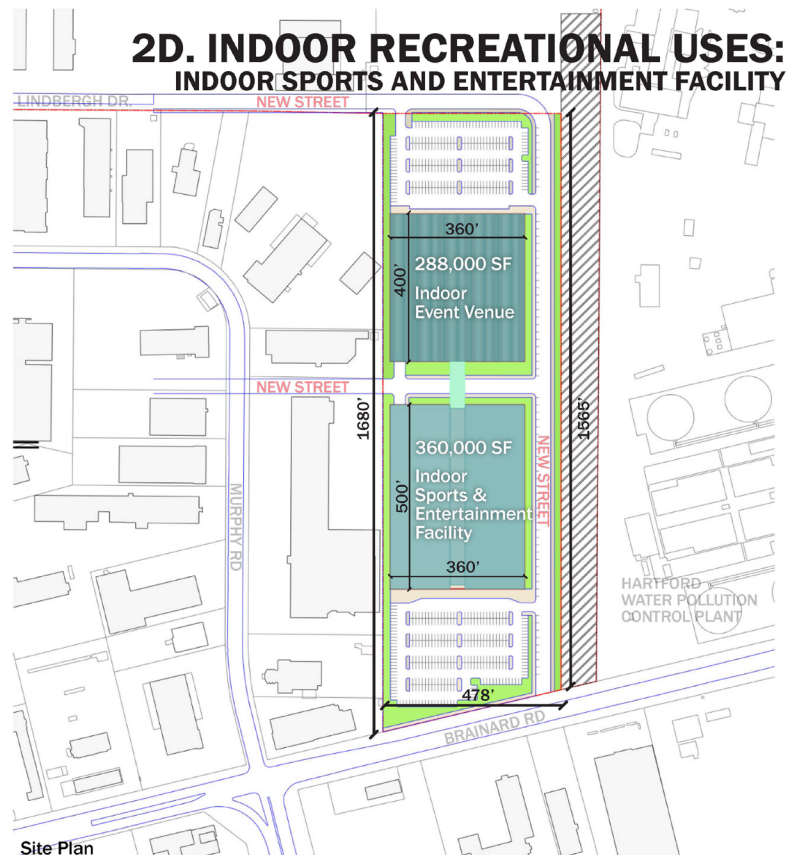 2D. INDOOR RECREATIONAL USES:
INDOOR SPORTS AND ENTERTAINMENT FACILITY
LINDBERGH DR.
NEW STREET
360'
400'
288,000 SF
Indoor
Event Venue
NEW STREET
1680'
1565'
360,000 SF
Indoor
Sports &
Entertainment
Facility
500'
NEW STREET
360'
MURPHY RD
HARTFORD
WATER POLLUTION
CONTROL PLANT
478'
BRAINARD RD
Site Plan